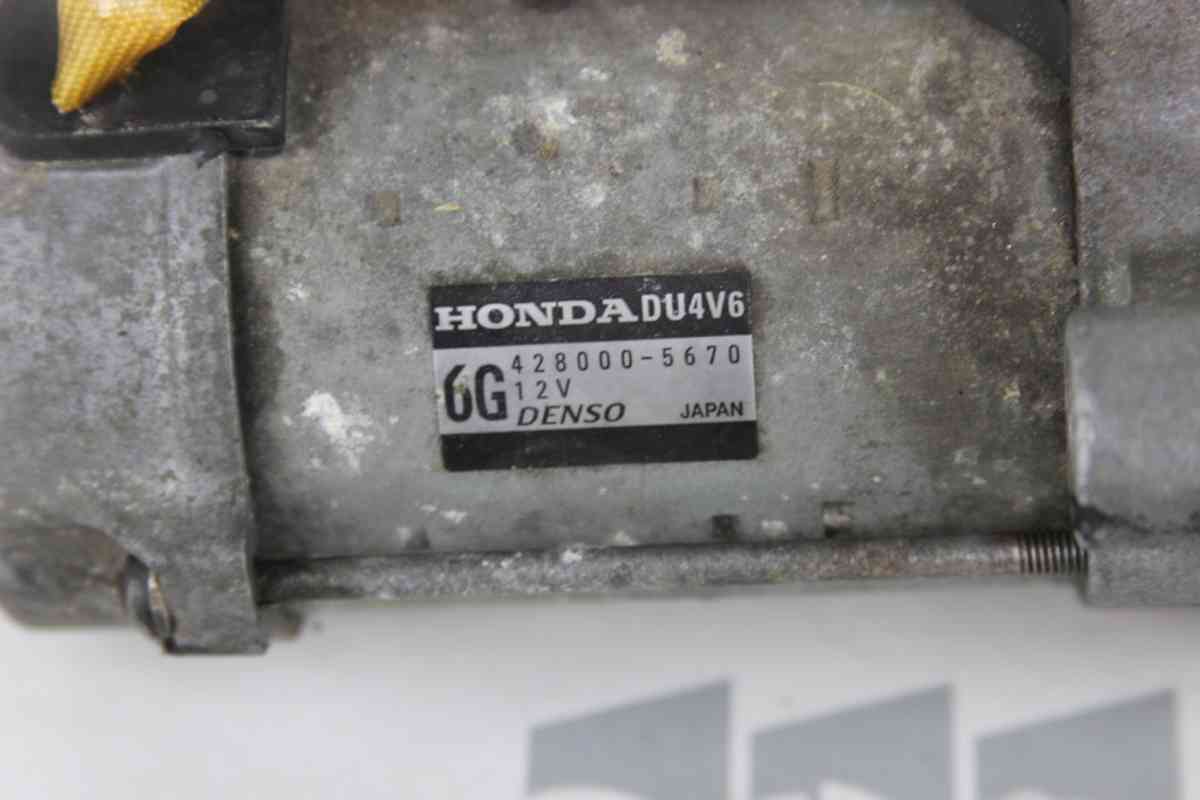 HONDA DU4V6
6G 428000-5670
12V
DENSO JAPAN